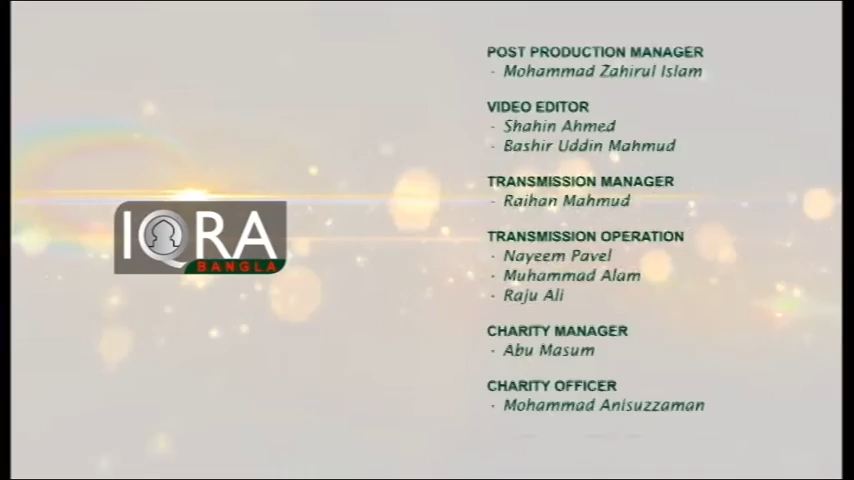 IQRA
BANGLA
POST PRODUCTION MANAGER
- Mohammad Zahirul Islam
VIDEO EDITOR
- Shahin Ahmed
- Bashir Uddin Mahmud
TRANSMISSION MANAGER
- Raihan Mahmud
TRANSMISSION OPERATION
- Nayeem Pavel
- Muhammad Alam
- Raju Ali
CHARITY MANAGER
- Abu Masum
CHARITY OFFICER
- Mohammad Anisuzzaman